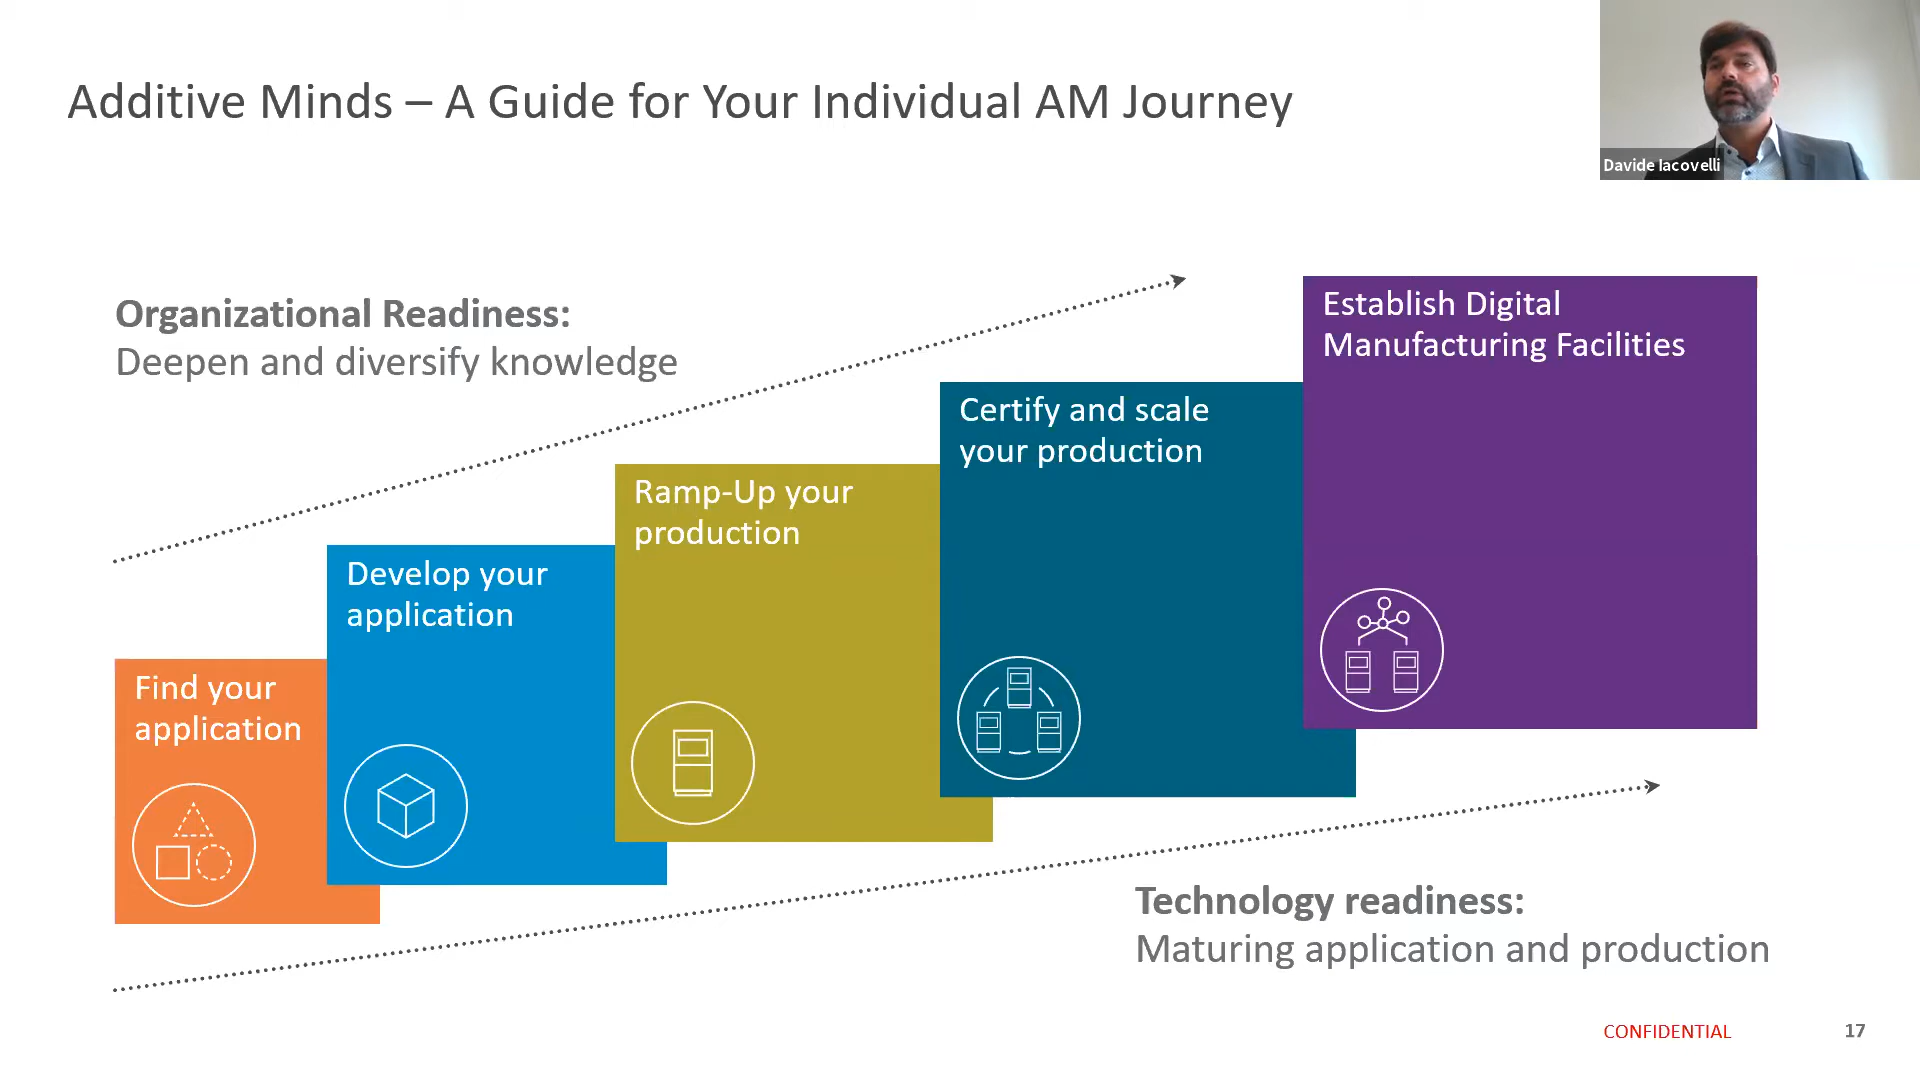 Additive Minds – A Guide for Your Individual AM Journey
Davide Iacovelli
Organizational Readiness:
Deepen and diversify knowledge
Find your
application
Develop your
application
Ramp-Up your
production
Certify and scale
your production
Establish Digital
Manufacturing Facilities
Technology readiness:
Maturing application and production
CONFIDENTIAL
17